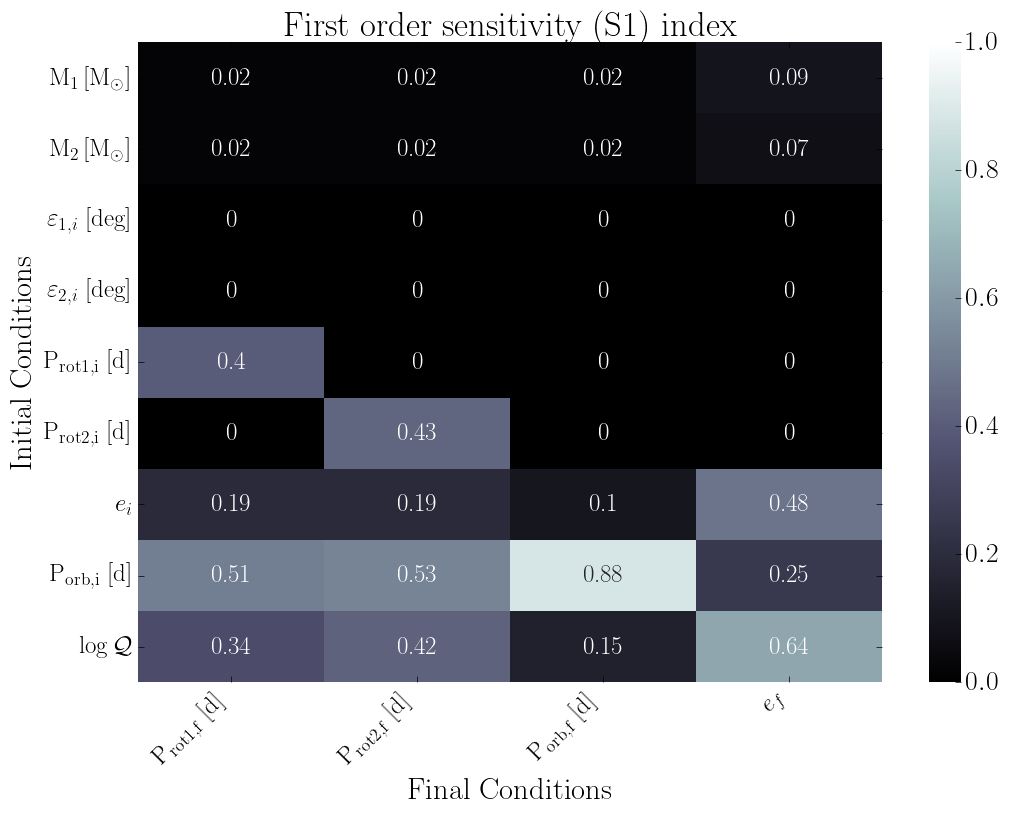 First order sensitivity (S1) index
M₁ [M⊙] 0.02 0.02 0.02 0.09
M₂ [M⊙] 0.02 0.02 0.02 0.07
ε₁,ᵢ [deg] 0 0 0 0
ε₂,ᵢ [deg] 0 0 0 0
Prot1,i [d] 0.4 0 0 0
Prot2,i [d] 0 0.43 0 0
eᵢ 0.19 0.19 0.1 0.48
Porb,i [d] 0.51 0.53 0.88 0.25
log 𝒬 0.34 0.42 0.15 0.64
Prot1,f [d] Prot2,f [d] Porb,f [d] e_f
Final Conditions
Initial Conditions
1.0
0.8
0.6
0.4
0.2
0.0